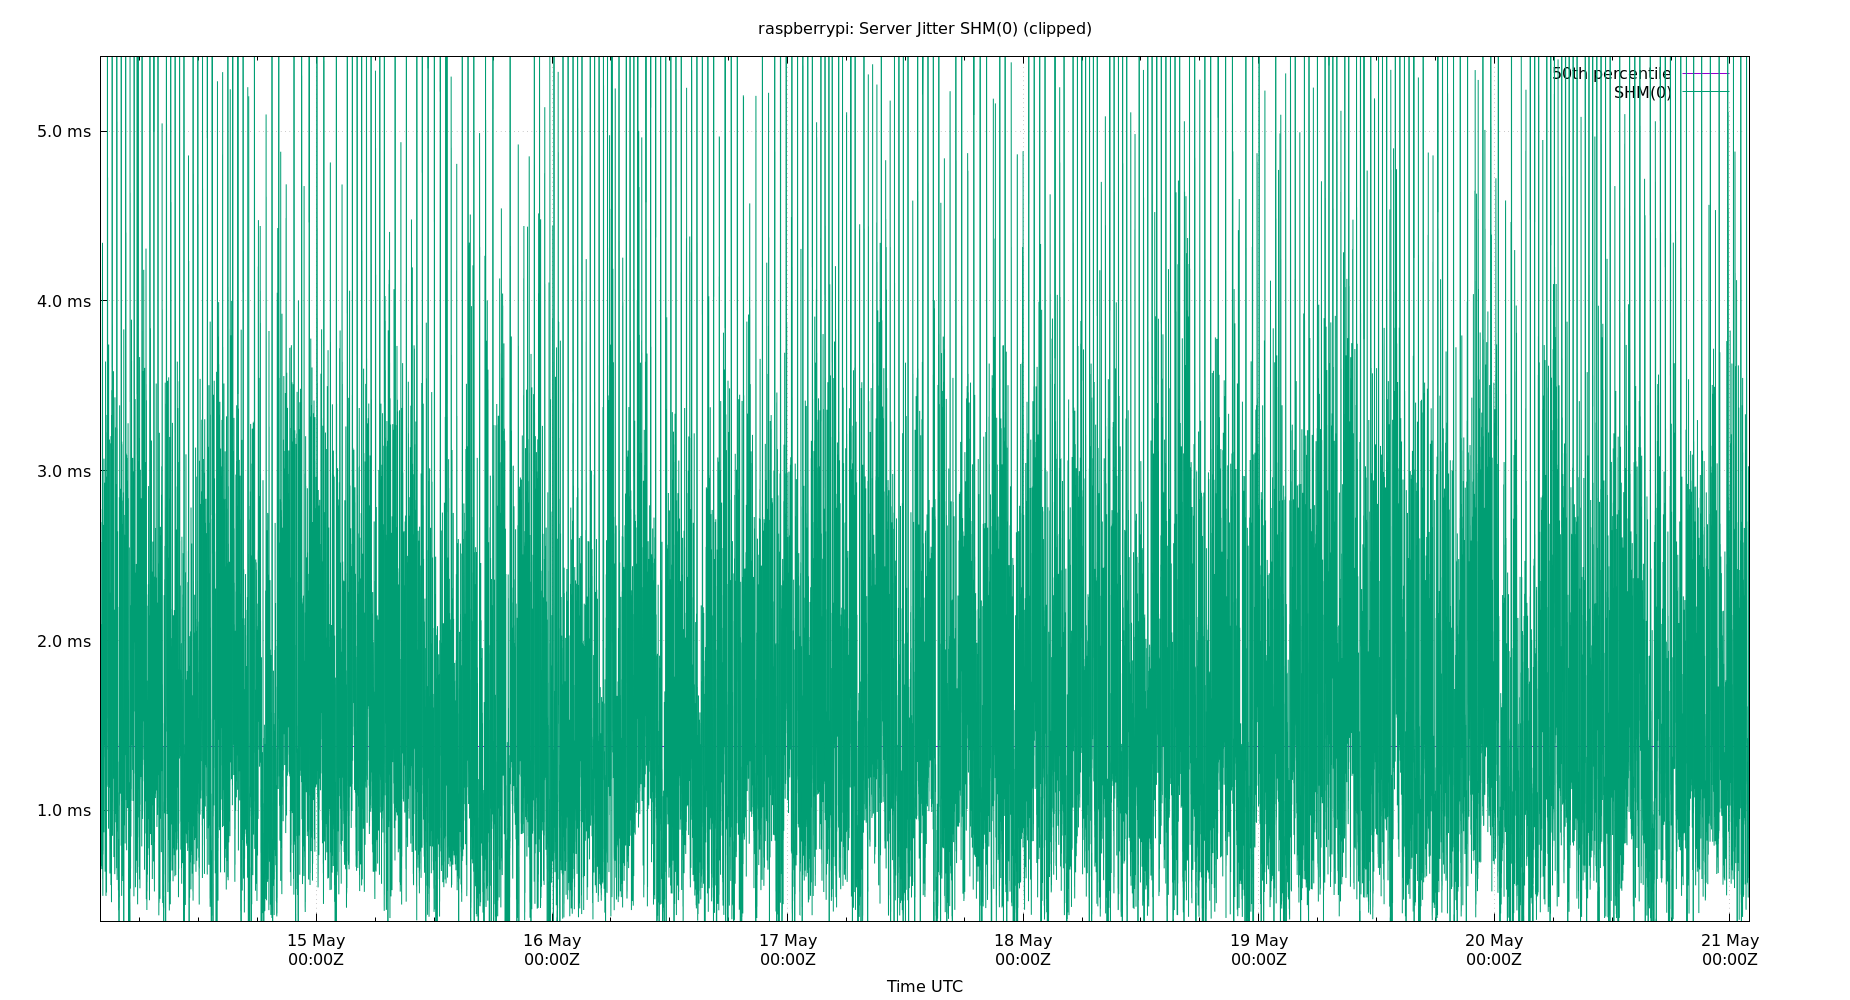 raspberrypi: Server Jitter SHM(0) (clipped)
50th percentile
SHM(0)
5.0 ms
4.0 ms
3.0 ms
2.0 ms
1.0 ms
15 May 16 May 17 May 18 May 19 May 20 May 21 May
00:00Z 00:00Z 00:00Z 00:00Z 00:00Z 00:00Z 00:00Z
Time UTC